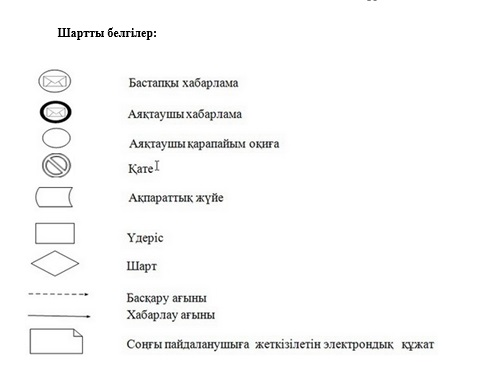 Шартты белгілер:
Бастапқы хабарлама
Аяқтаушы хабарлама
Аяқтаушы қарапайым оқиға
Қате
Ақпараттық жүйе
Үдеріс
Шарт
Басқару ағыны
Хабарлау ағыны
Соңғы пайдаланушыға жеткізілетін электрондық құжат